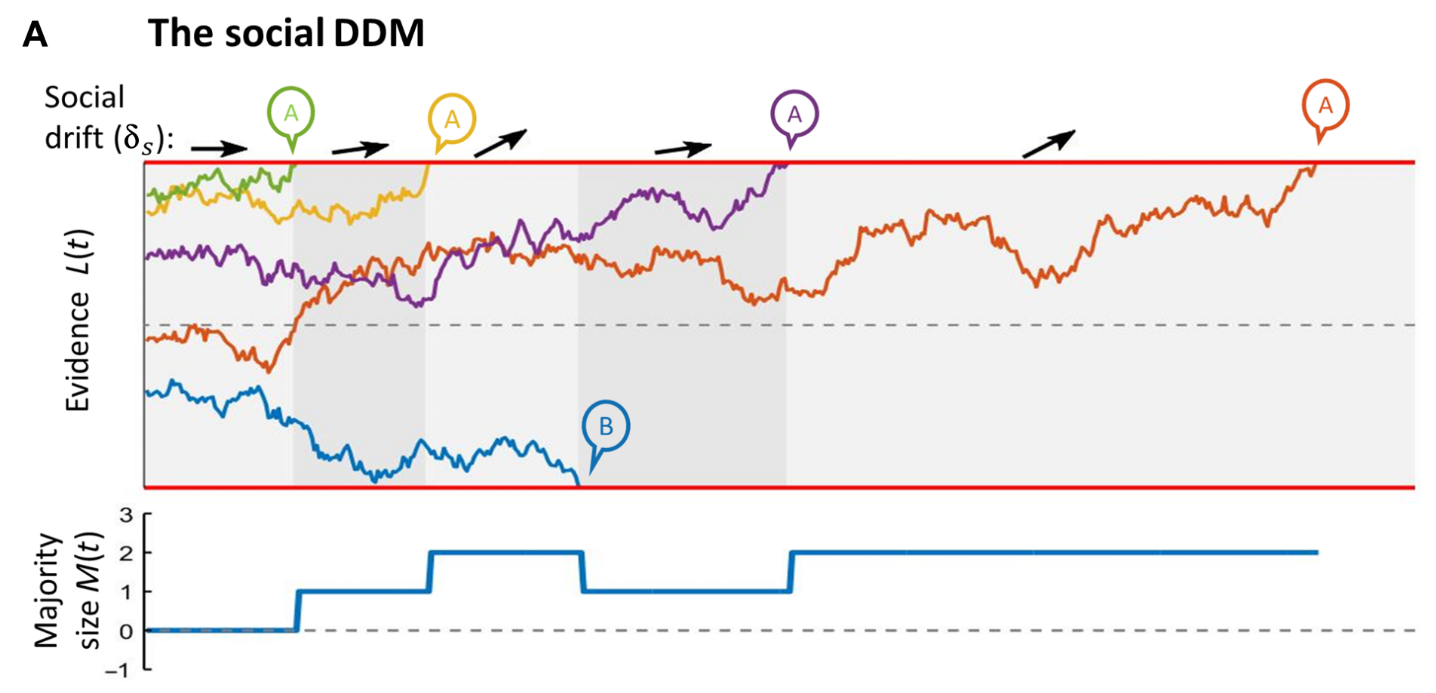 A The social DDM
Social
drift (δₛ):
A
A
A
A
Evidence L(t)
B
Majority
size M(t)
3
2
1
0
−1